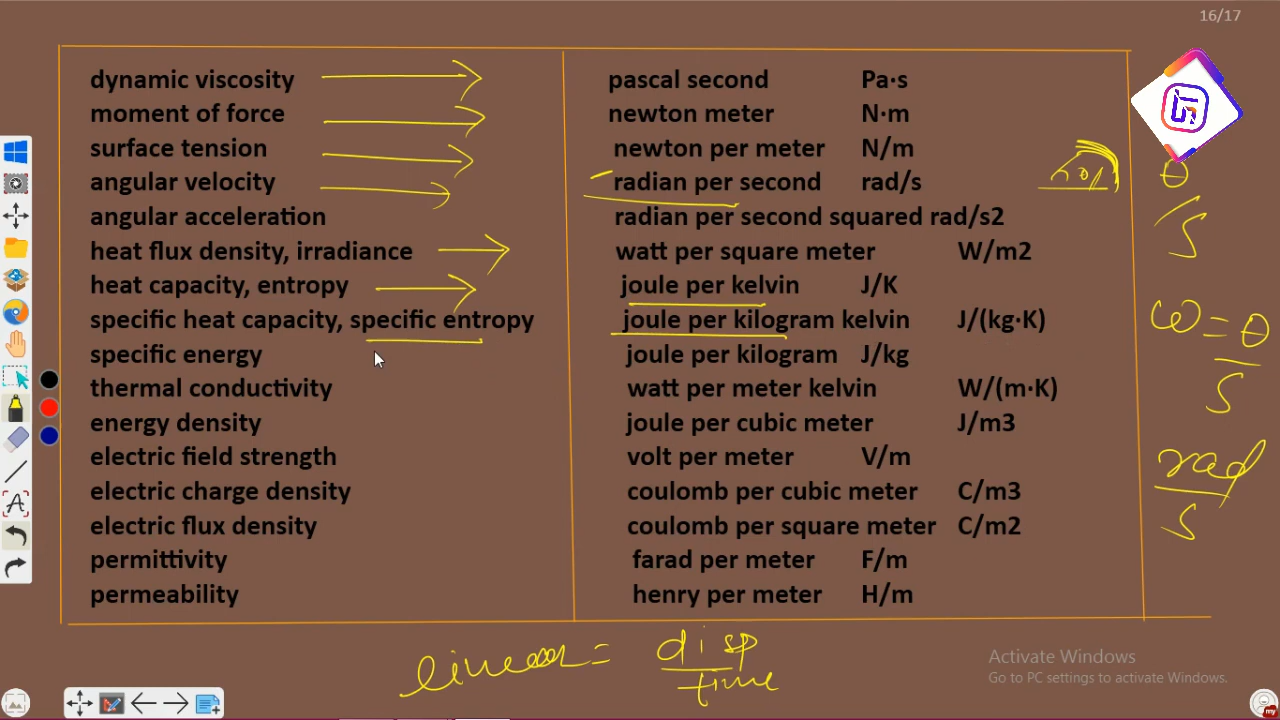 16/17
dynamic viscosity pascal second Pa·s
moment of force newton meter N·m
surface tension newton per meter N/m
angular velocity radian per second rad/s
angular acceleration radian per second squared rad/s2
heat flux density, irradiance watt per square meter W/m2
heat capacity, entropy joule per kelvin J/K
specific heat capacity, specific entropy joule per kilogram kelvin J/(kg·K)
specific energy joule per kilogram J/kg
thermal conductivity watt per meter kelvin W/(m·K)
energy density joule per cubic meter J/m3
electric field strength volt per meter V/m
electric charge density coulomb per cubic meter C/m3
electric flux density coulomb per square meter C/m2
permittivity farad per meter F/m
permeability henry per meter H/m
θ
/S
ω = θ
S
rad
S
linear = disp
time
Activate Windows
Go to PC settings to activate Windows.